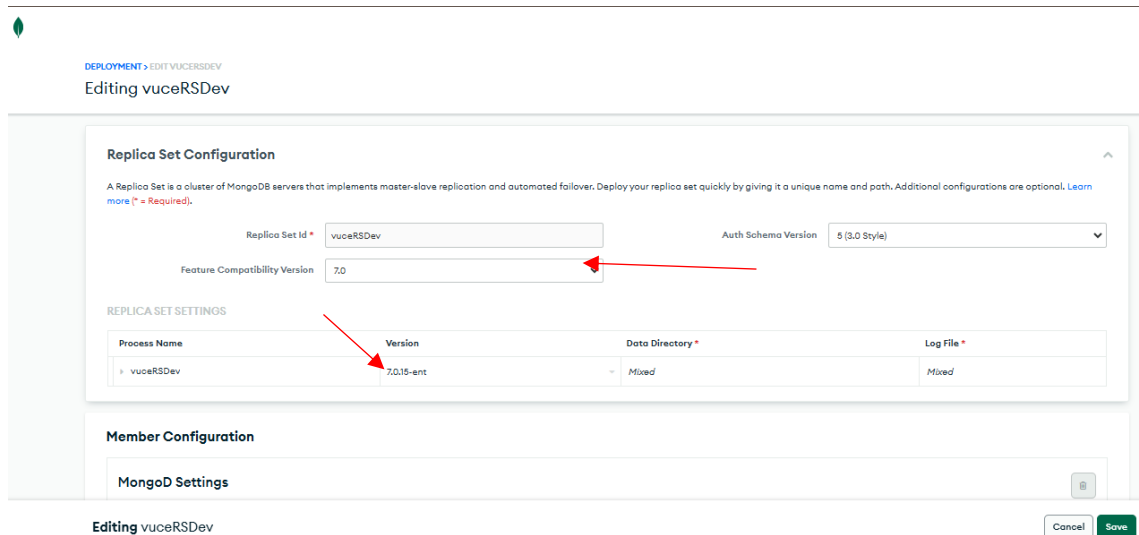 DEPLOYMENT > EDIT VUCERSDEV
Editing vuceRSDev
Replica Set Configuration
A Replica Set is a cluster of MongoDB servers that implements master-slave replication and automated failover. Deploy your replica set quickly by giving it a unique name and path. Additional configurations are optional. Learn
more (* = Required).
Replica Set Id * vuceRSDev Auth Schema Version 5 (3.0 Style)
Feature Compatibility Version 7.0
REPLICA SET SETTINGS
Process Name Version Data Directory * Log File *
vuceRSDev 7.0.15-ent Mixed Mixed
Member Configuration
MongoD Settings
Editing vuceRSDev Cancel Save